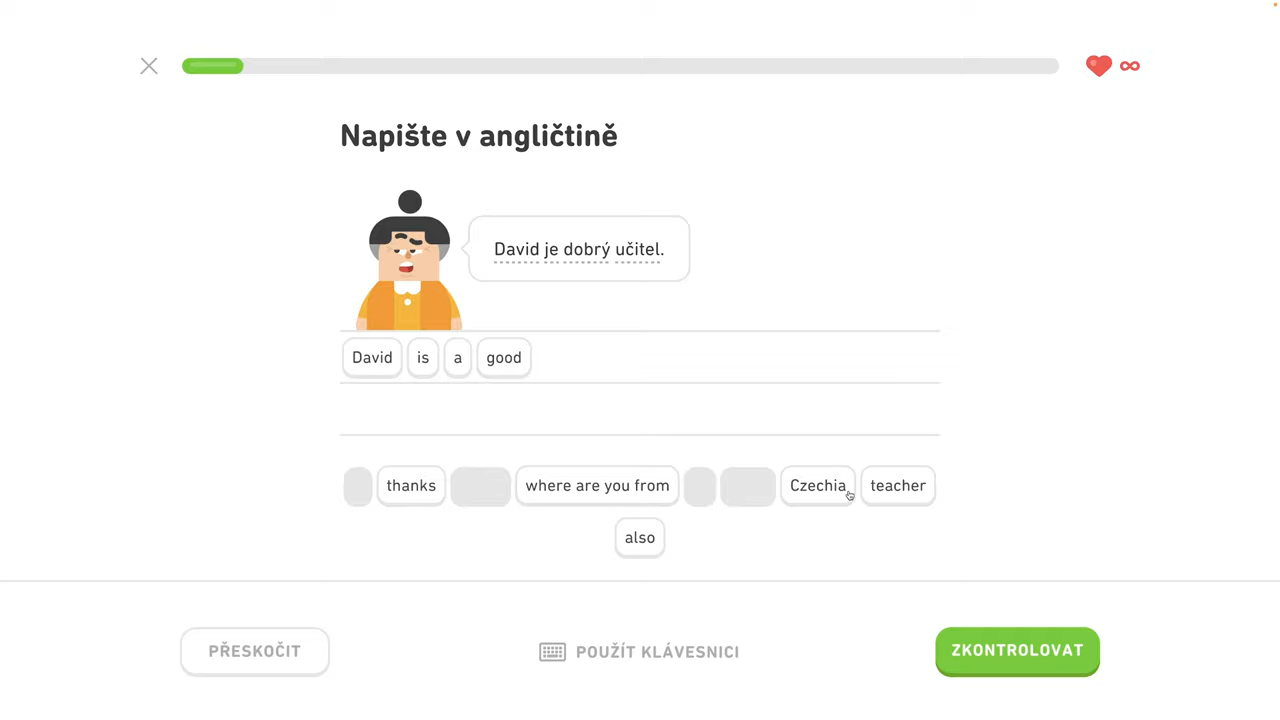 Napište v angličtině
David je dobrý učitel.
David is a good
thanks where are you from Czechia teacher
also
PŘESKOČIT POUŽÍT KLÁVESNICI ZKONTROLOVAT